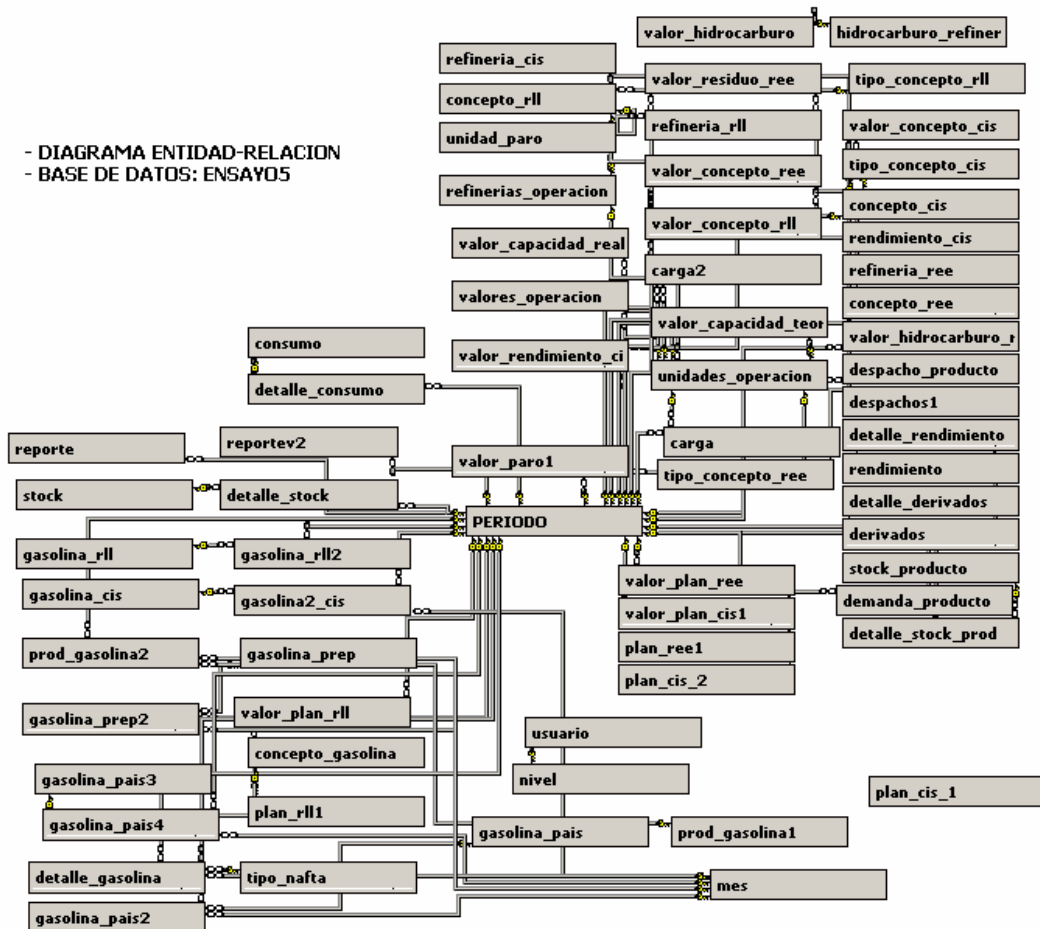 valor_hidrocarburo
hidrocarburo_refiner
refineria_cis
valor_residuo_ree
tipo_concepto_rll
concepto_rll
refineria_rll
valor_concepto_cis
unidad_paro
- DIAGRAMA ENTIDAD-RELACION
- BASE DE DATOS: ENSAYO5
valor_concepto_ree
tipo_concepto_cis
refinerias_operacion
concepto_cis
valor_concepto_rll
rendimiento_cis
valor_capacidad_real
carga2
refineria_ree
valores_operacion
concepto_ree
valor_capacidad_teor
consumo
valor_rendimiento_ci
valor_hidrocarburo_r
unidades_operacion
despacho_producto
detalle_consumo
despachos1
reporte
reportev2
carga
detalle_rendimiento
valor_paro1
tipo_concepto_ree
rendimiento
stock
detalle_stock
detalle_derivados
PERIODO
derivados
gasolina_rll
gasolina_rll2
stock_producto
valor_plan_ree
gasolina_cis
gasolina2_cis
demanda_producto
valor_plan_cis1
detalle_stock_prod
prod_gasolina2
gasolina_prep
plan_ree1
plan_cis_2
gasolina_prep2
valor_plan_rll
usuario
concepto_gasolina
gasolina_pais3
nivel
plan_cis_1
plan_rll1
gasolina_pais4
gasolina_pais
prod_gasolina1
detalle_gasolina
tipo_nafta
mes
gasolina_pais2